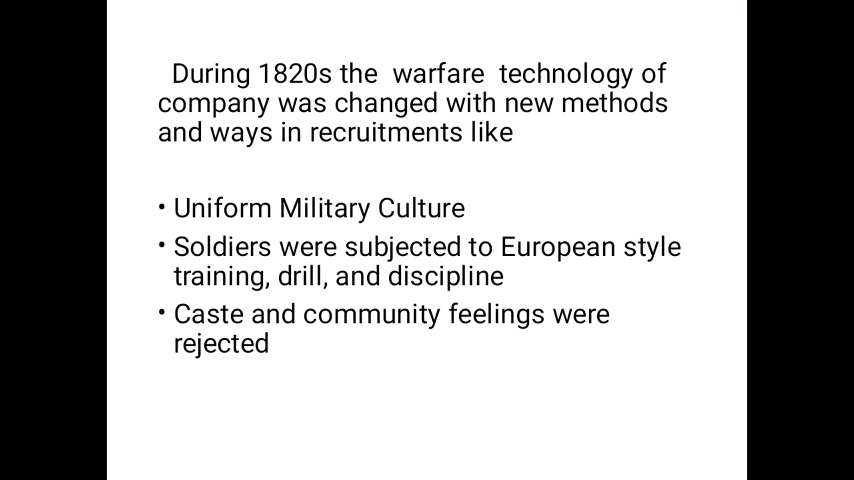 During 1820s the warfare technology of
company was changed with new methods
and ways in recruitments like
• Uniform Military Culture
• Soldiers were subjected to European style
training, drill, and discipline
• Caste and community feelings were
rejected